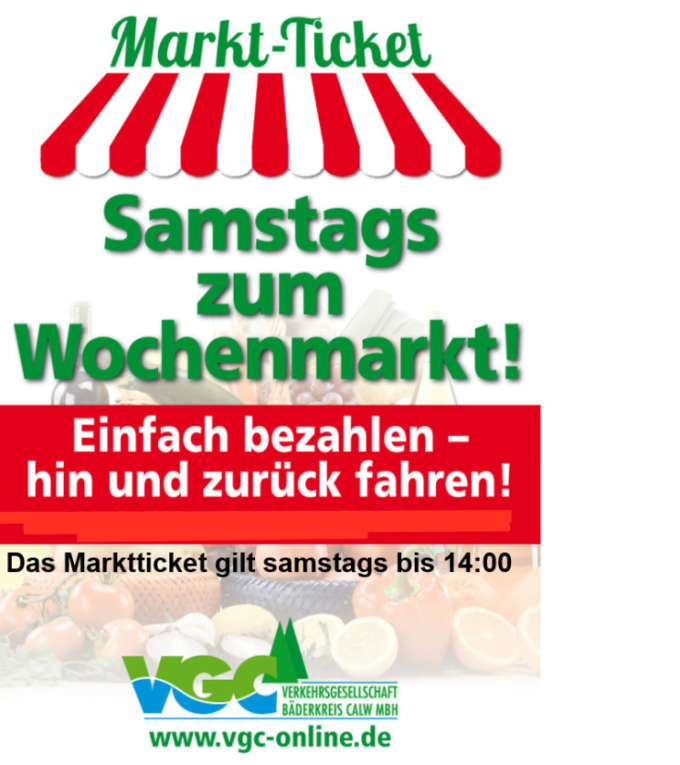 Markt-Ticket
Samstags
zum
Wochenmarkt!
Einfach bezahlen –
hin und zurück fahren!
Das Marktticket gilt samstags bis 14:00
VGC
VERKEHRSGESELLSCHAFT
BÄDERKREIS CALW MBH
www.vgc-online.de